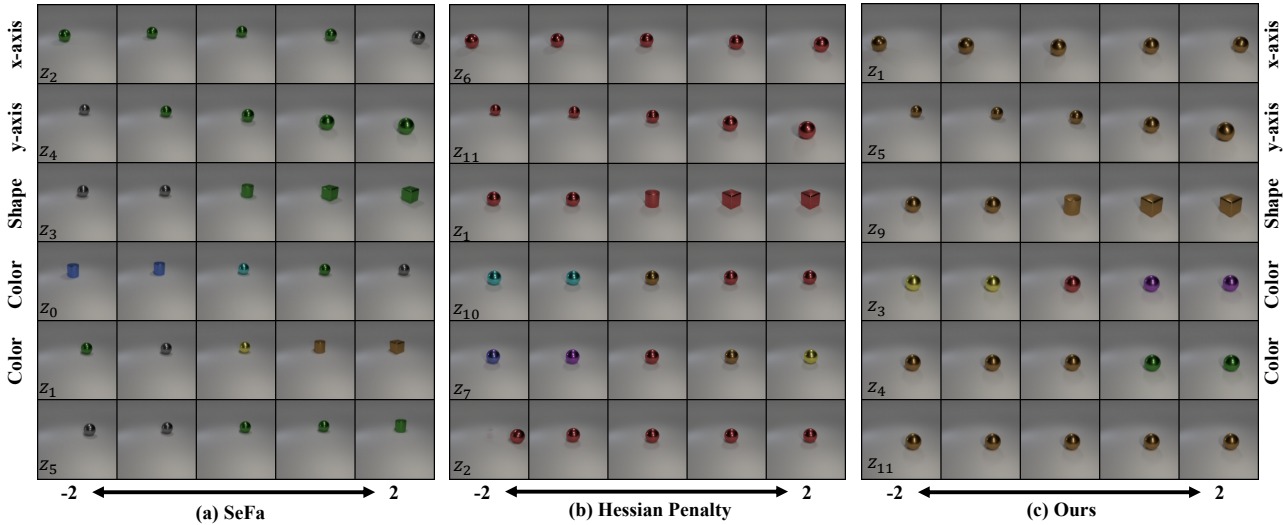 x-axis z2 z6 z1 x-axis
y-axis z4 z11 z5 y-axis
Shape z3 z1 z9 Shape
Color z0 z10 z3 Color
Color z1 z7 z4 Color
z5 z2 z11
-2 2 -2 2 -2 2
(a) SeFa (b) Hessian Penalty (c) Ours